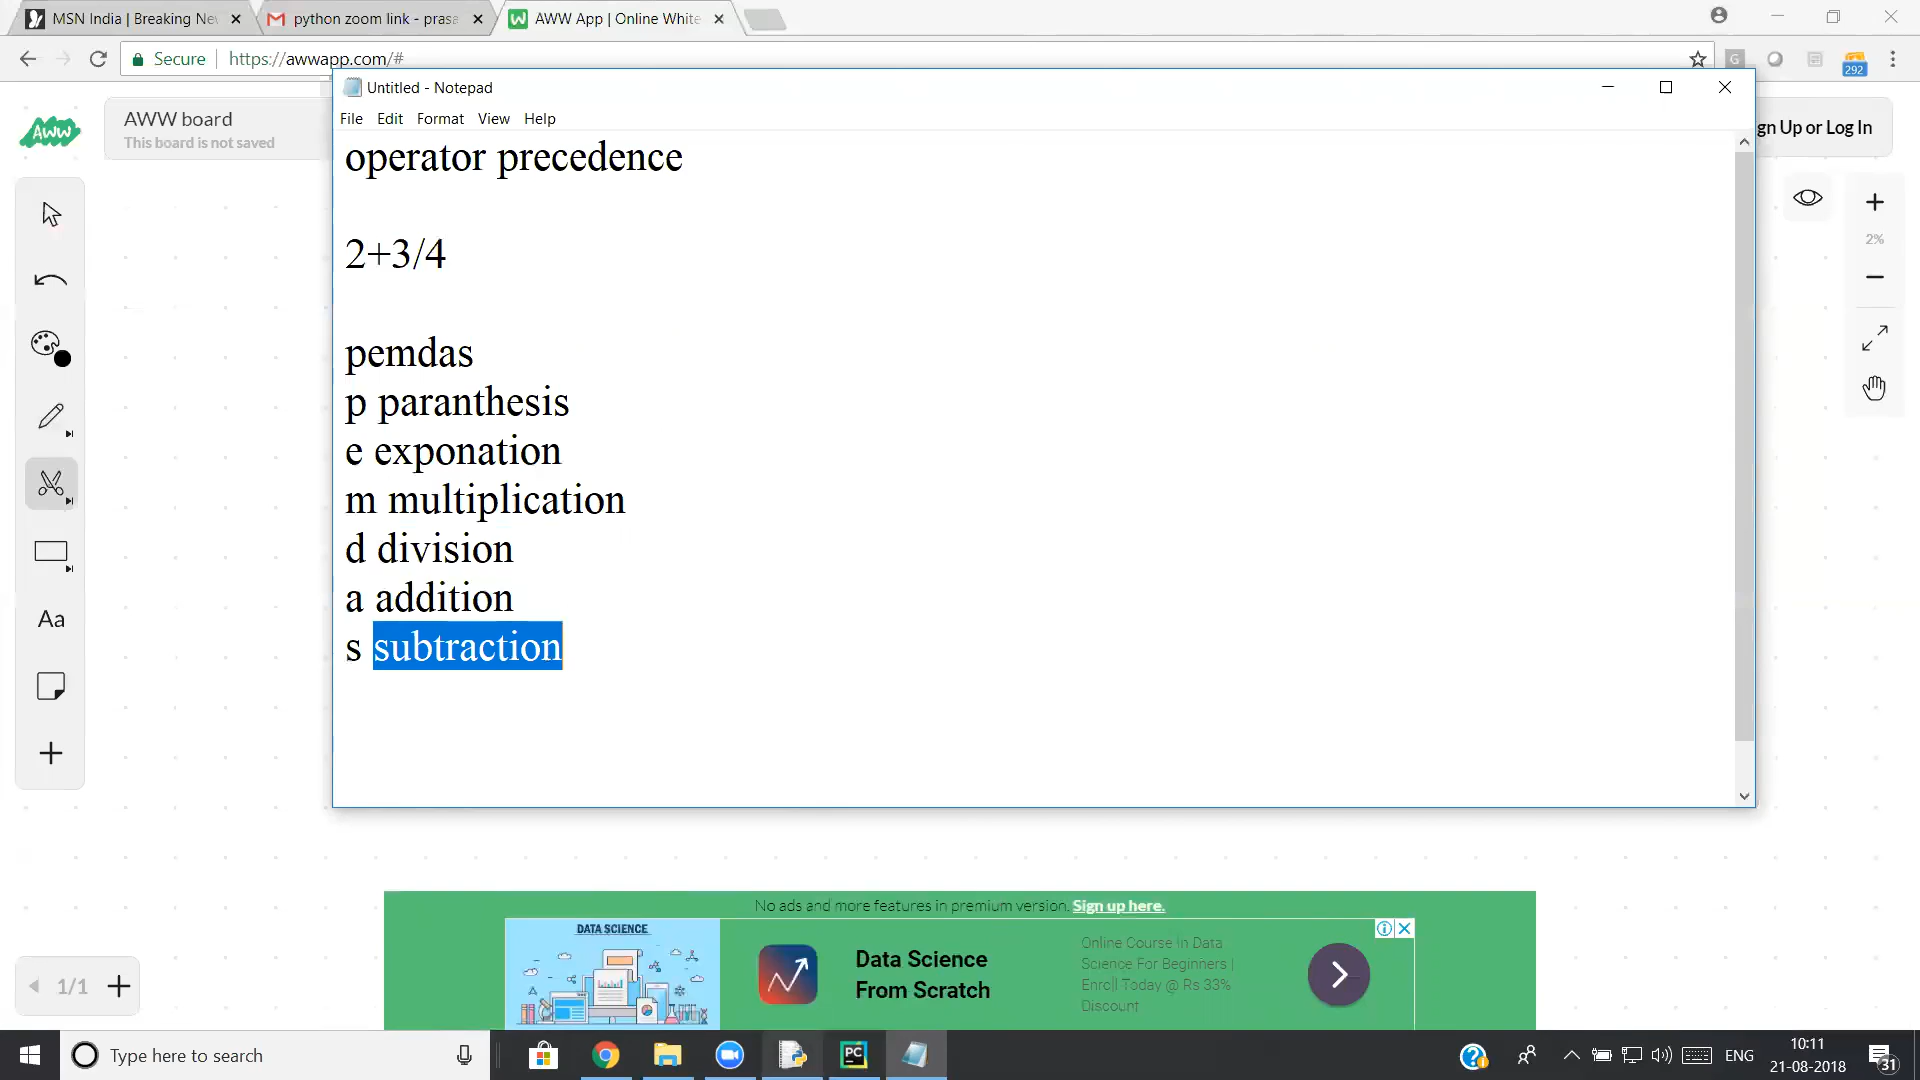 MSN India | Breaking Ne
python zoom link - prasa
AWW App | Online White
Secure
https://awwapp.com/#
292
Untitled - Notepad
File Edit Format View Help
AWW
AWW board
This board is not saved
gn Up or Log In
operator precedence
2+3/4
pemdas
p paranthesis
e exponation
m multiplication
d division
a addition
s subtraction
Aa
2%
1/1
No ads and more features in premium version. Sign up here.
DATA SCIENCE
Data Science
From Scratch
Online Course in Data
Science For Beginners |
Enroll Today @ Rs 33%
Discount
Type here to search
PC
ENG
10:11
21-08-2018
31